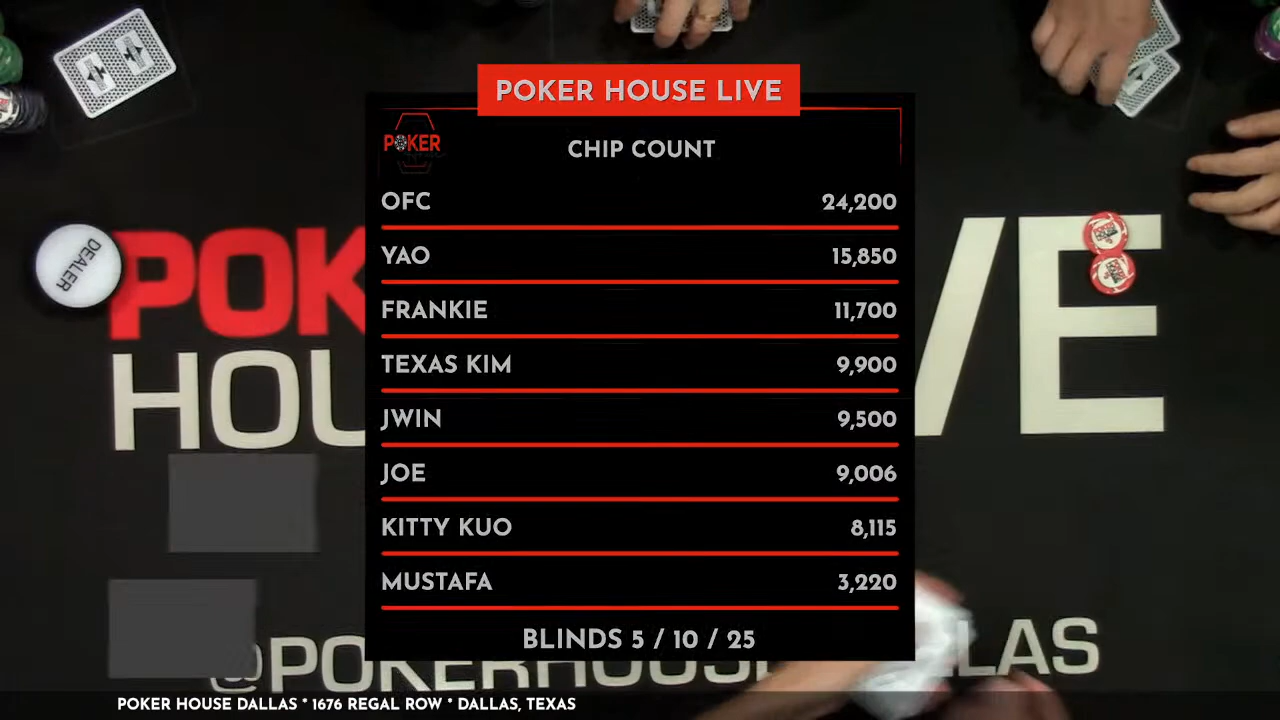 POKER HOUSE LIVE
POKER
CHIP COUNT
OFC 24,200
YAO 15,850
FRANKIE 11,700
TEXAS KIM 9,900
JWIN 9,500
JOE 9,006
KITTY KUO 8,115
MUSTAFA 3,220
BLINDS 5 / 10 / 25
DEALER
POK
HOU
VE
@POKERHOUSE
LLAS
POKER HOUSE DALLAS * 1676 REGAL ROW * DALLAS, TEXAS